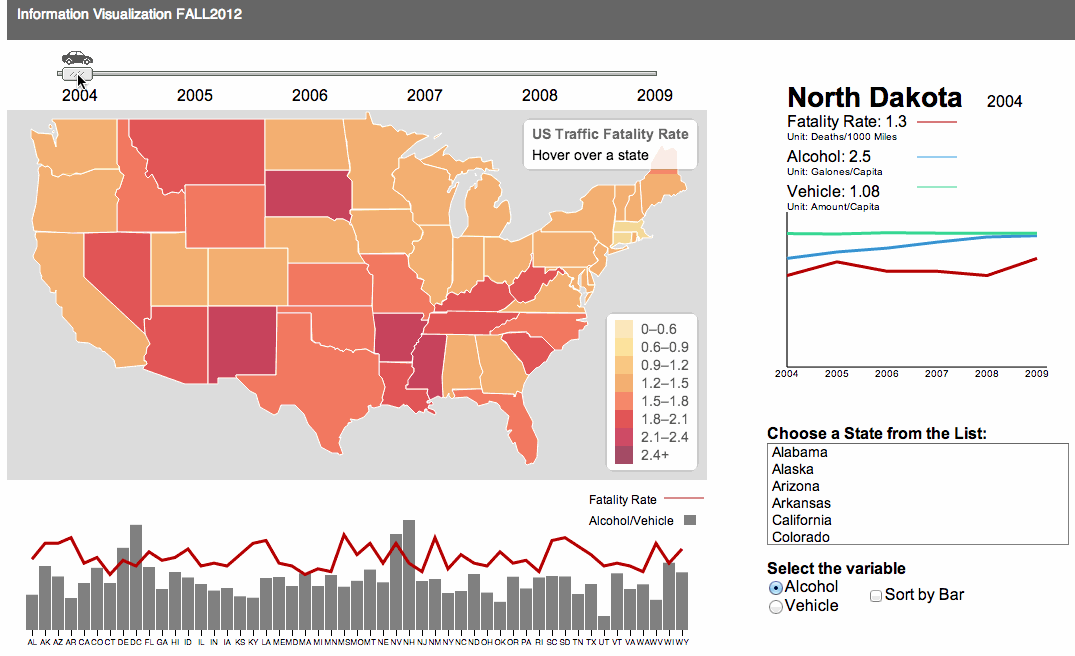 Information Visualization FALL2012
2004 2005 2006 2007 2008 2009
US Traffic Fatality Rate
Hover over a state
0–0.6
0.6–0.9
0.9–1.2
1.2–1.5
1.5–1.8
1.8–2.1
2.1–2.4
2.4+
Fatality Rate
Alcohol/Vehicle
AL AK AZ AR CA CO CT DE DC FL GA HI ID IL IN IA KS KY LA ME MD MA MI MN MS MO MT NE NV NH NJ NM NY NC ND OH OK OR PA RI SC SD TN TX UT VT VA WA WV WI WY
North Dakota 2004
Fatality Rate: 1.3
Unit: Deaths/1000 Miles
Alcohol: 2.5
Unit: Galones/Capita
Vehicle: 1.08
Unit: Amount/Capita
2004 2005 2006 2007 2008 2009
Choose a State from the List:
Alabama
Alaska
Arizona
Arkansas
California
Colorado
Select the variable
Alcohol
Vehicle
Sort by Bar